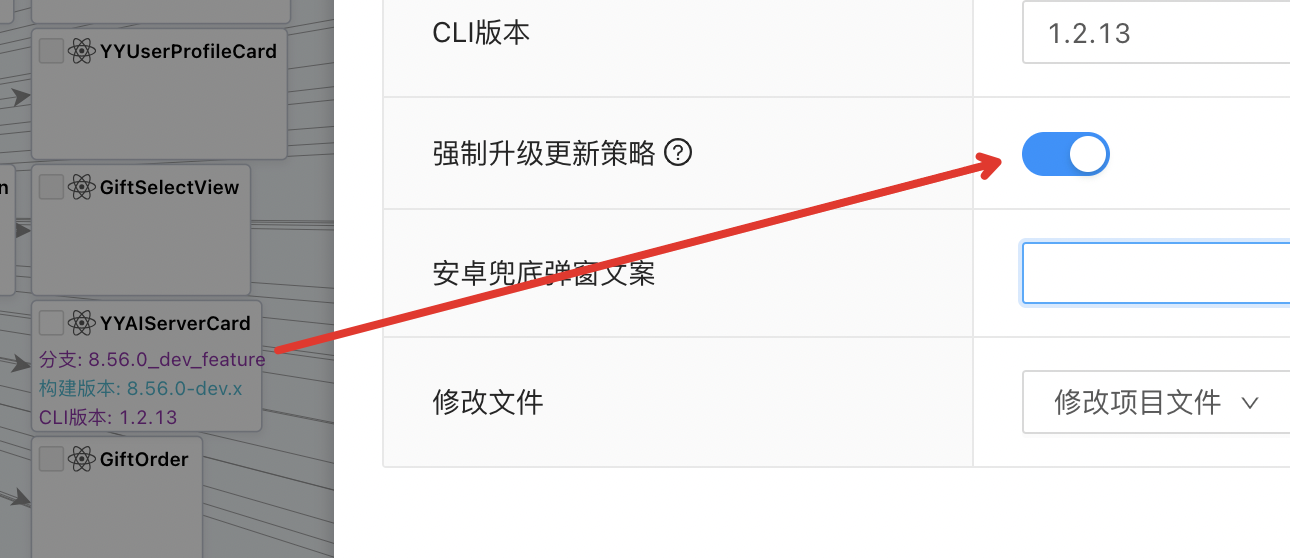 YYUserProfileCard
n
GiftSelectView
YYAIServerCard
分支: 8.56.0_dev_feature
构建版本: 8.56.0-dev.x
CLI版本: 1.2.13
GiftOrder
CLI版本
1.2.13
强制升级更新策略 ?
安卓兜底弹窗文案
修改文件
修改项目文件